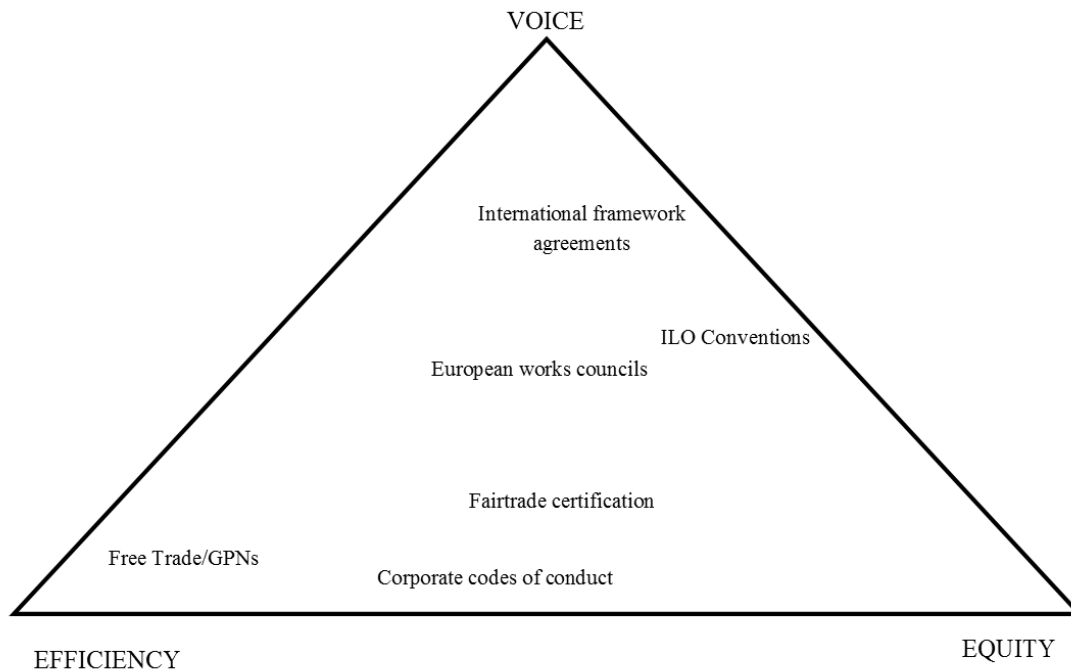 VOICE
International framework
agreements
ILO Conventions
European works councils
Fairtrade certification
Free Trade/GPNs
Corporate codes of conduct
EFFICIENCY
EQUITY